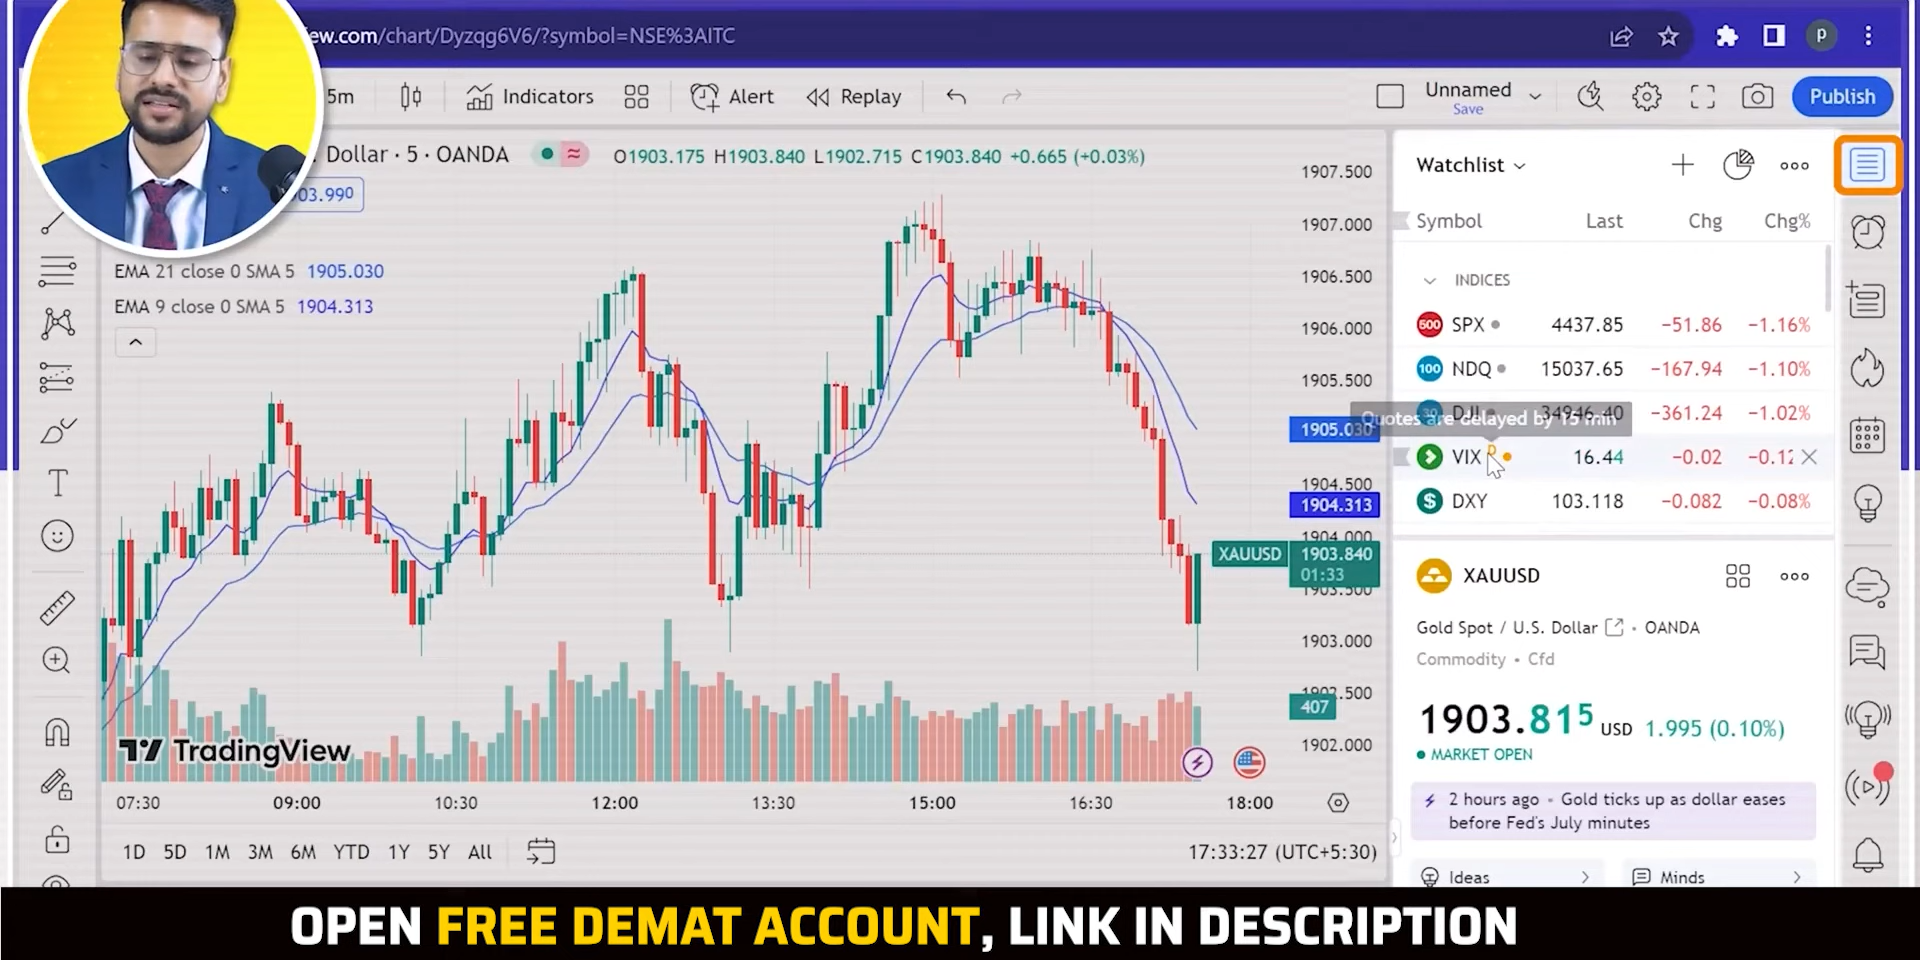 ew.com/chart/Dyzqg6V6/?symbol=NSE%3AITC
P
5m
Indicators
Alert
Replay
Unnamed
Save
Publish
Dollar · 5 · OANDA
O1903.175 H1903.840 L1902.715 C1903.840 +0.665 (+0.03%)
03.990
EMA 21 close 0 SMA 5 1905.030
EMA 9 close 0 SMA 5 1904.313
1907.500
1907.000
1906.500
1906.000
1905.500
1905.030
1904.500
1904.313
1904.000
XAUUSD 1903.840
01:33
1903.500
1903.000
1902.500
407
1902.000
TradingView
07:30 09:00 10:30 12:00 13:30 15:00 16:30 18:00
1D 5D 1M 3M 6M YTD 1Y 5Y All
17:33:27 (UTC+5:30)
Watchlist
Symbol Last Chg Chg%
INDICES
500 SPX 4437.85 −51.86 −1.16%
100 NDQ 15037.65 −167.94 −1.10%
30 DJI 34946.40 −361.24 −1.02%
Quotes are delayed by 15 min
VIX D 16.44 −0.02 −0.12
DXY 103.118 −0.082 −0.08%
XAUUSD
Gold Spot / U.S. Dollar • OANDA
Commodity • Cfd
1903.815 USD 1.995 (0.10%)
MARKET OPEN
2 hours ago • Gold ticks up as dollar eases
before Fed's July minutes
Ideas
Minds
OPEN FREE DEMAT ACCOUNT, LINK IN DESCRIPTION